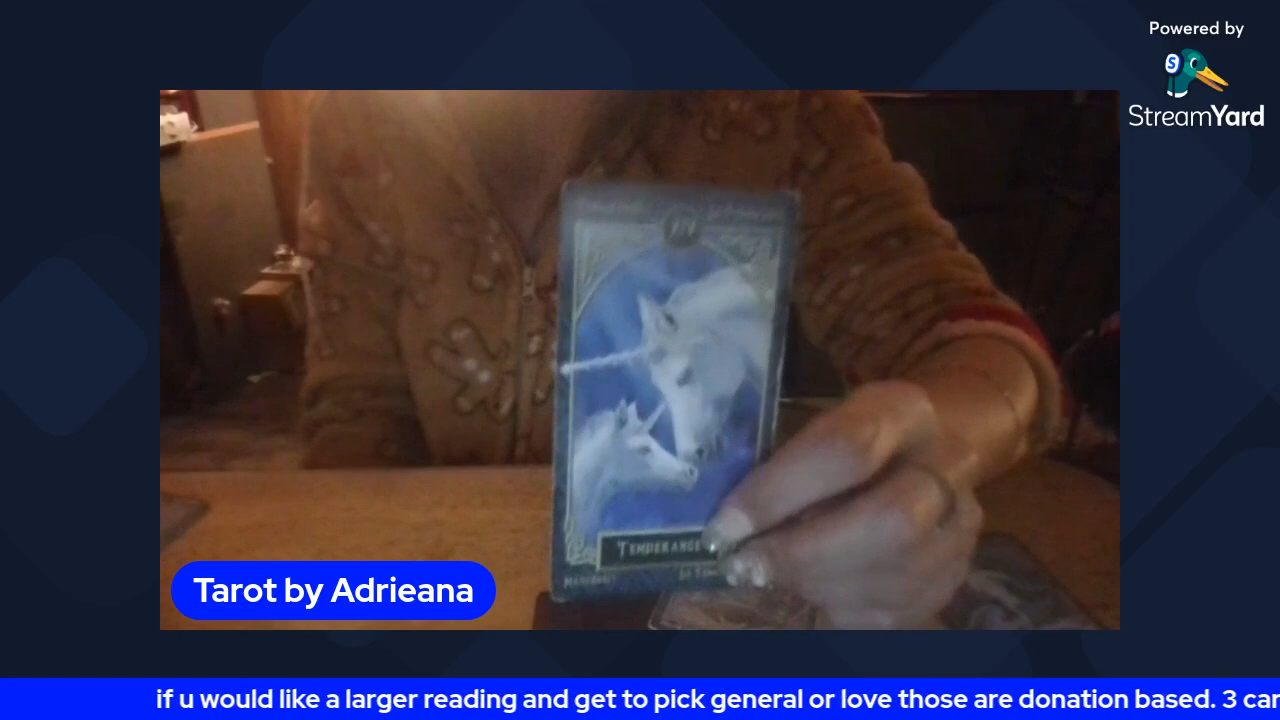 Powered by
StreamYard
XIV
TEMPERANCE
Tarot by Adrieana
if u would like a larger reading and get to pick general or love those are donation based. 3 car